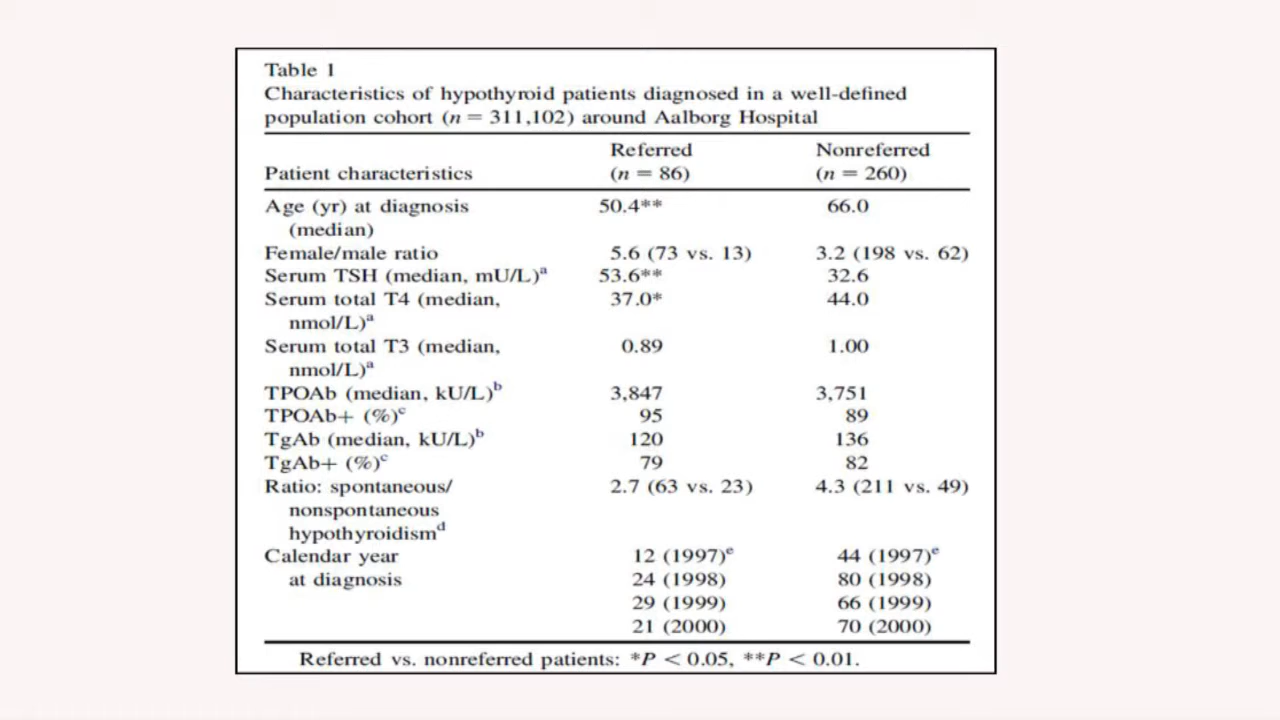 Table 1
Characteristics of hypothyroid patients diagnosed in a well-defined
population cohort (n = 311,102) around Aalborg Hospital
Referred Nonreferred
Patient characteristics (n = 86) (n = 260)
Age (yr) at diagnosis 50.4** 66.0
(median)
Female/male ratio 5.6 (73 vs. 13) 3.2 (198 vs. 62)
Serum TSH (median, mU/L)a 53.6** 32.6
Serum total T4 (median, 37.0* 44.0
nmol/L)a
Serum total T3 (median, 0.89 1.00
nmol/L)a
TPOAb (median, kU/L)b 3,847 3,751
TPOAb+ (%)c 95 89
TgAb (median, kU/L)b 120 136
TgAb+ (%)c 79 82
Ratio: spontaneous/ 2.7 (63 vs. 23) 4.3 (211 vs. 49)
nonspontaneous
hypothyroidismd
Calendar year 12 (1997)e 44 (1997)e
at diagnosis 24 (1998) 80 (1998)
29 (1999) 66 (1999)
21 (2000) 70 (2000)
Referred vs. nonreferred patients: *P < 0.05, **P < 0.01.